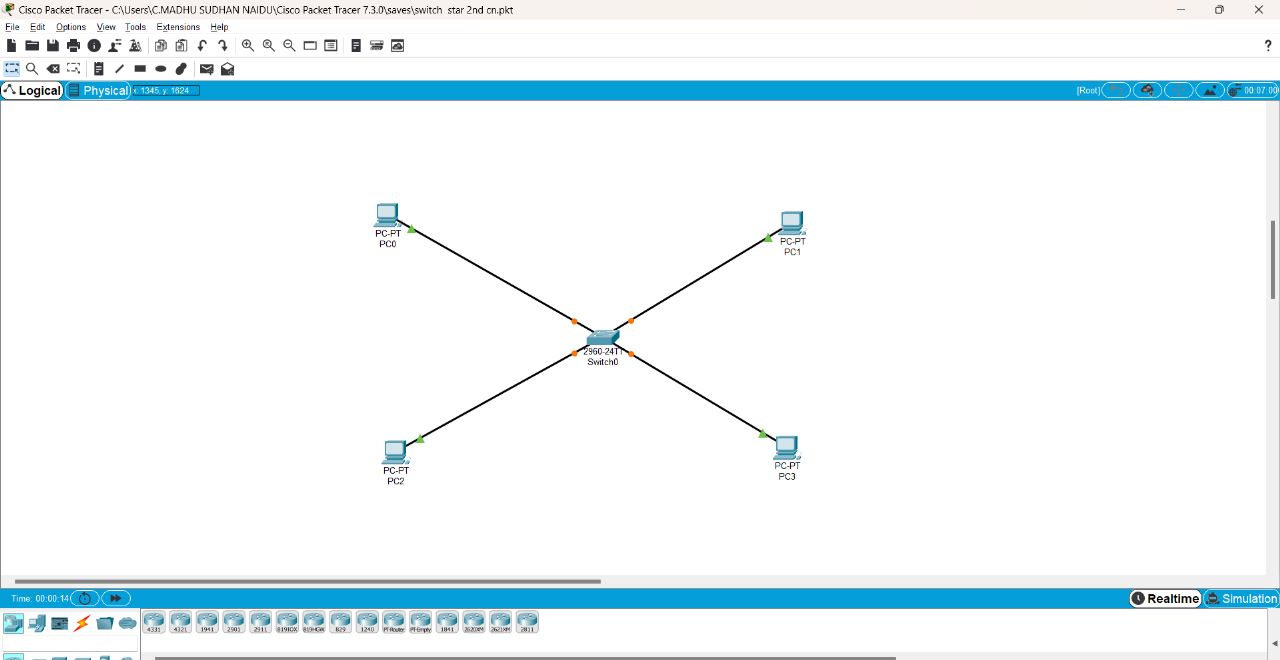 Cisco Packet Tracer - C:\Users\C.MADHU SUDHAN NAIDU\Cisco Packet Tracer 7.3.0\saves\switch star 2nd cn.pkt
File Edit Options View Tools Extensions Help
?
Logical Physical x: 1345, y: 1624 [Root] 00:07:00
PC-PT
PC0
PC-PT
PC1
2960-24TT
Switch0
PC-PT
PC2
PC-PT
PC3
Time: 00:00:14 Realtime Simulation
4331 4321 1941 2901 2911 819IOX 819HGW 829 1240 PT-Router PT-Empty 1841 2620XM 2621XM 2811